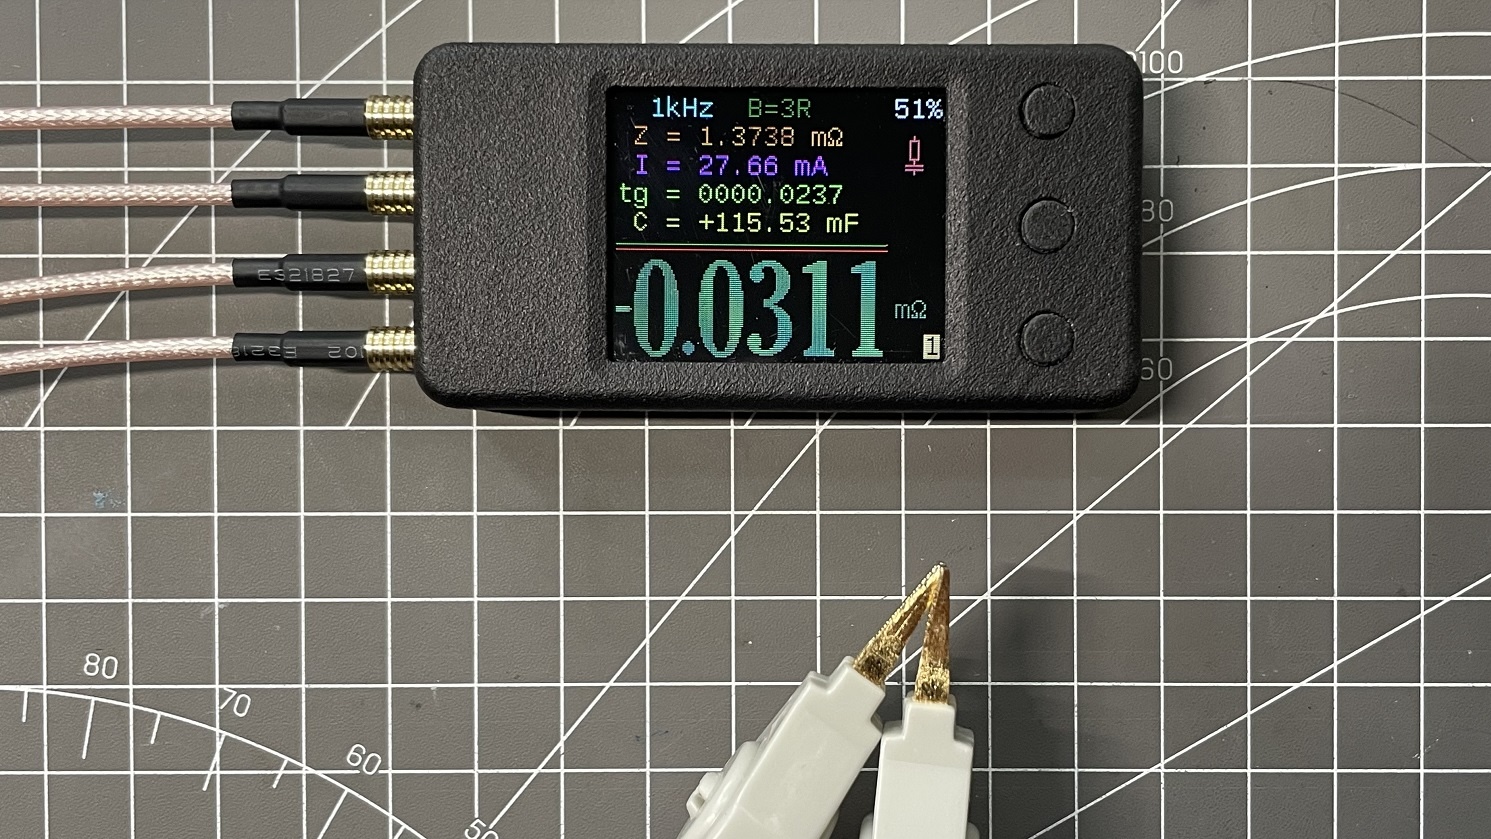 1kHz B=3R 51%
Z = 1.3738 mΩ
I = 27.66 mA
tg = 0000.0237
C = +115.53 mF
-0.0311 mΩ
1
ES21B27
100
80
60
80
70
60
50